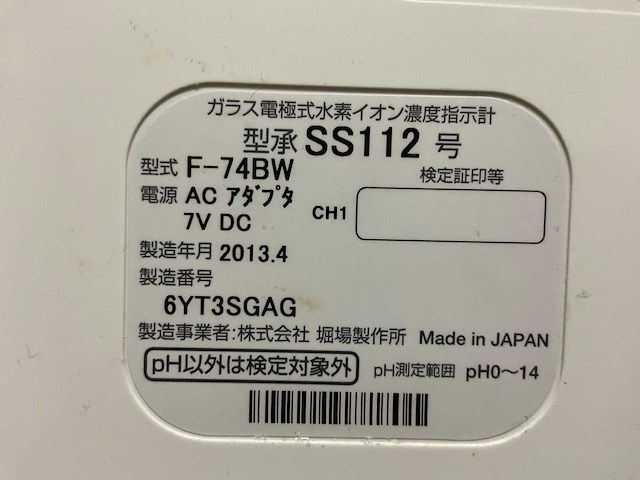 ガラス電極式水素イオン濃度指示計
型承 SS112 号
型式 F-74BW
検定証印等
電源 AC アダプタ
7V DC
CH1
製造年月 2013.4
製造番号
6YT3SGAG
製造事業者:株式会社 堀場製作所 Made in JAPAN
pH以外は検定対象外 pH測定範囲 pH0〜14